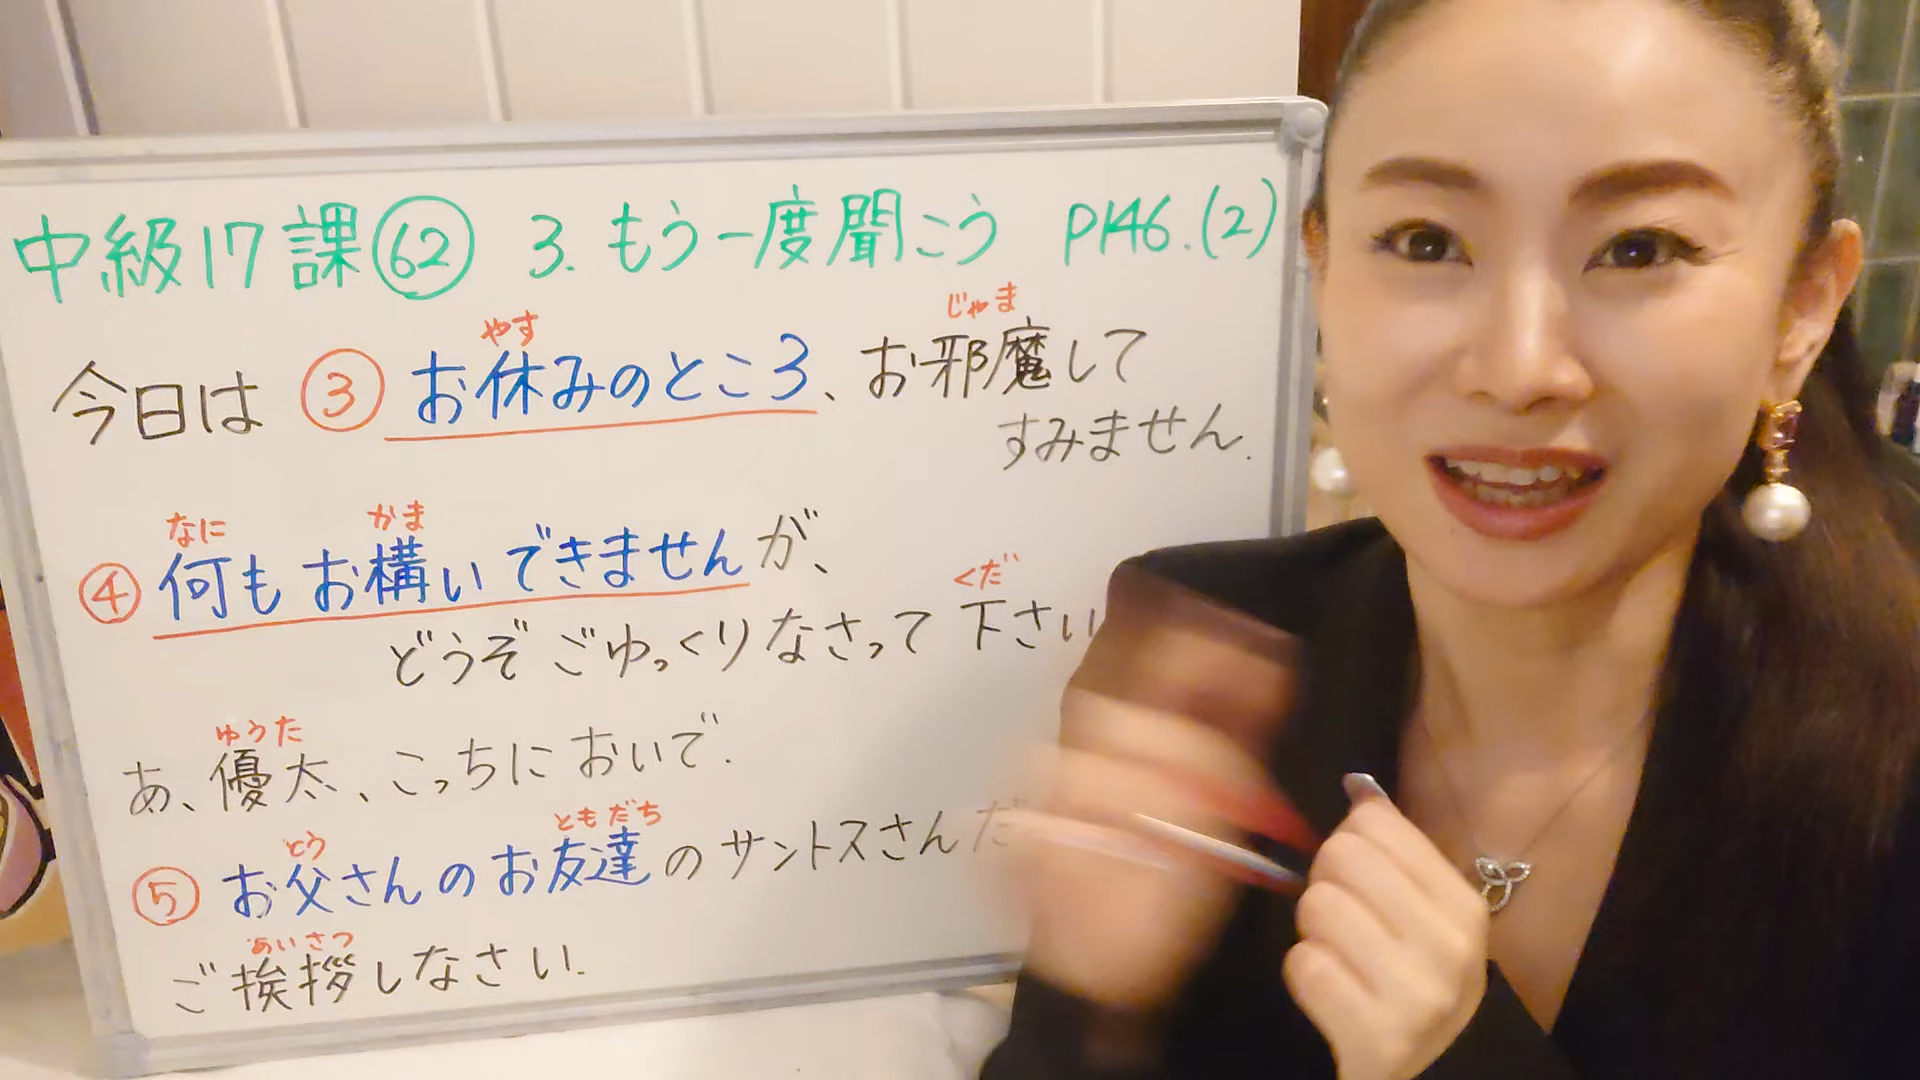 中級17課62 3.もう一度聞こう P146.(2)
やす じゃま
今日は ③お休みのところ、お邪魔して
すみません.
なに かま
④何もお構いできませんが、
くだ
どうぞごゆっくりなさって下さい
ゆうた
あ、優太、こっちにおいで.
とう ともだち
⑤お父さんのお友達のサントスさんだ
あいさつ
ご挨拶しなさい.